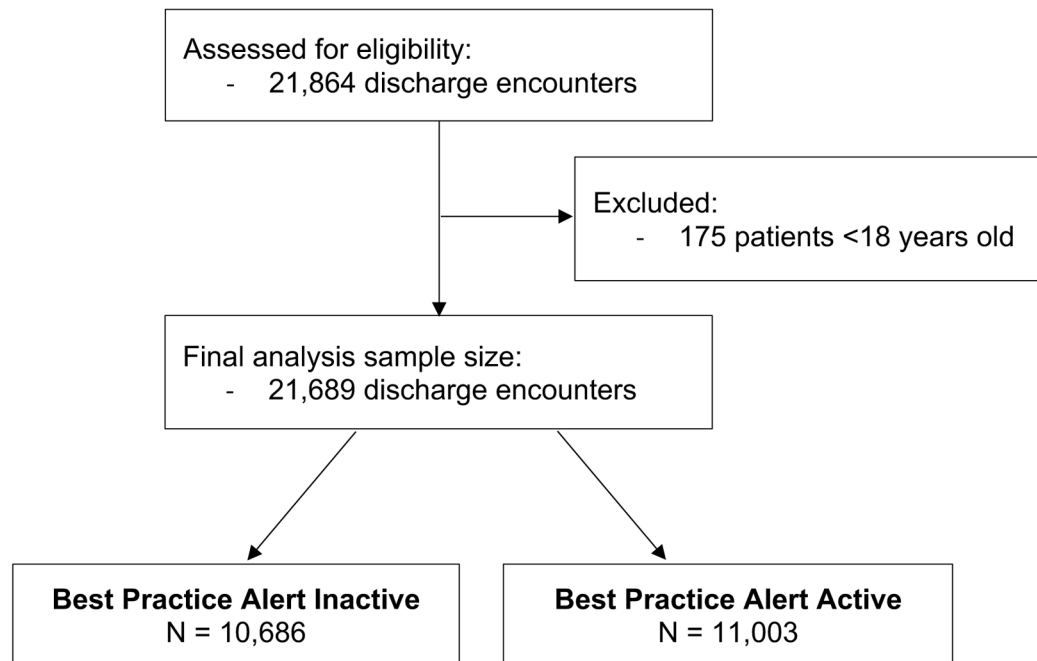 Assessed for eligibility:
- 21,864 discharge encounters
Excluded:
- 175 patients <18 years old
Final analysis sample size:
- 21,689 discharge encounters
Best Practice Alert Inactive
N = 10,686
Best Practice Alert Active
N = 11,003